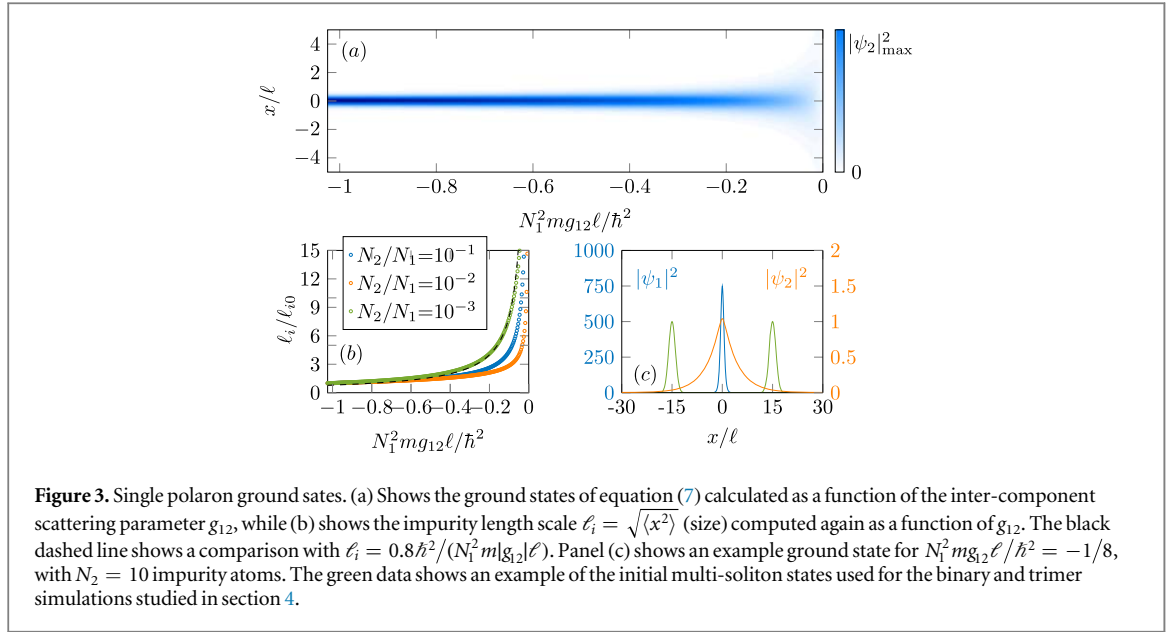 (a)
|ψ₂|²max
4
2
0
−2
−4
x/ℓ
0
−1 −0.8 −0.6 −0.4 −0.2 0
N₁²mg₁₂ℓ/ħ²
15
12
9
6
3
0
ℓᵢ/ℓᵢ₀
N₂/N₁=10⁻¹
N₂/N₁=10⁻²
N₂/N₁=10⁻³
(b)
−1 −0.8 −0.6 −0.4 −0.2 0
N₁²mg₁₂ℓ/ħ²
1000 2
|ψ₁|² |ψ₂|²
750 1.5
500 1
250 0.5
(c)
0 0
-30 -15 0 15 30
x/ℓ
Figure 3. Single polaron ground sates. (a) Shows the ground states of equation (7) calculated as a function of the inter-component
scattering parameter g₁₂, while (b) shows the impurity length scale ℓᵢ = √⟨x²⟩ (size) computed again as a function of g₁₂. The black
dashed line shows a comparison with ℓᵢ = 0.8ħ²/(N₁²m|g₁₂|ℓ). Panel (c) shows an example ground state for N₁²mg₁₂ℓ/ħ² = −1/8,
with N₂ = 10 impurity atoms. The green data shows an example of the initial multi-soliton states used for the binary and trimer
simulations studied in section 4.